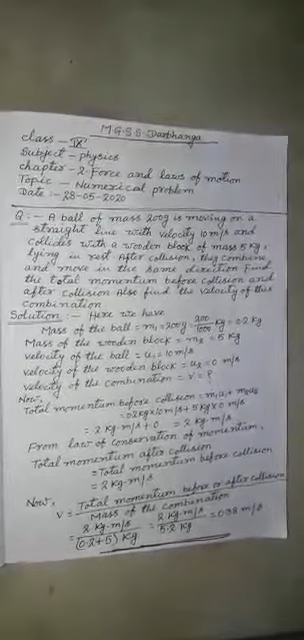 M.G.S.S. Darbhanga
class - IX
Subject - physics
chapter - 2 Force and laws of motion
Topic - Numerical problem
Date :- 28-05-2020
Q :- A ball of mass 200g is moving on a
straight line with velocity 10 m/s and
collides with a wooden block of mass 5 kg,
lying in rest. After collision, they combine
and move in the same direction. Find
the total momentum before collision and
after collision. Also find the velocity of this
combination
Solution :- Here we have
Mass of the ball = m₁ = 200g = 200/1000 kg = 0.2 kg
Mass of the wooden block = m₂ = 5 kg
velocity of the ball = u₁ = 10 m/s
velocity of the wooden block = u₂ = 0 m/s
velocity of the combination = v = ?
Now,
Total momentum before collision = m₁u₁ + m₂u₂
= 0.2 kg x 10 m/s + 5 kg x 0 m/s
= 2 kg·m/s + 0 = 2 kg·m/s
From law of conservation of momentum,
Total momentum after collision
= Total momentum before collision
= 2 kg·m/s
Now,
v = Total momentum before or after collision / Mass of the combination
= 2 kg·m/s / (0.2+5) kg = 2 kg·m/s / 5.2 kg = 0.38 m/s